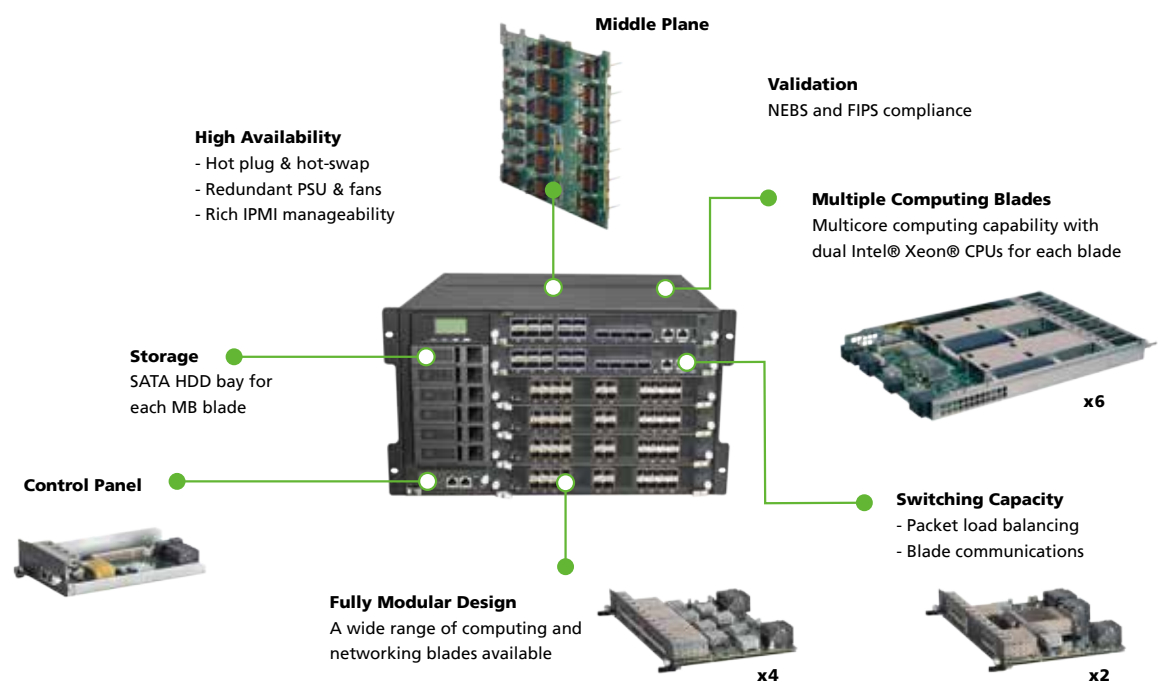 Middle Plane
Validation
NEBS and FIPS compliance
High Availability
- Hot plug & hot-swap
- Redundant PSU & fans
- Rich IPMI manageability
Multiple Computing Blades
Multicore computing capability with
dual Intel® Xeon® CPUs for each blade
x6
Storage
SATA HDD bay for
each MB blade
Control Panel
Switching Capacity
- Packet load balancing
- Blade communications
x2
Fully Modular Design
A wide range of computing and
networking blades available
x4